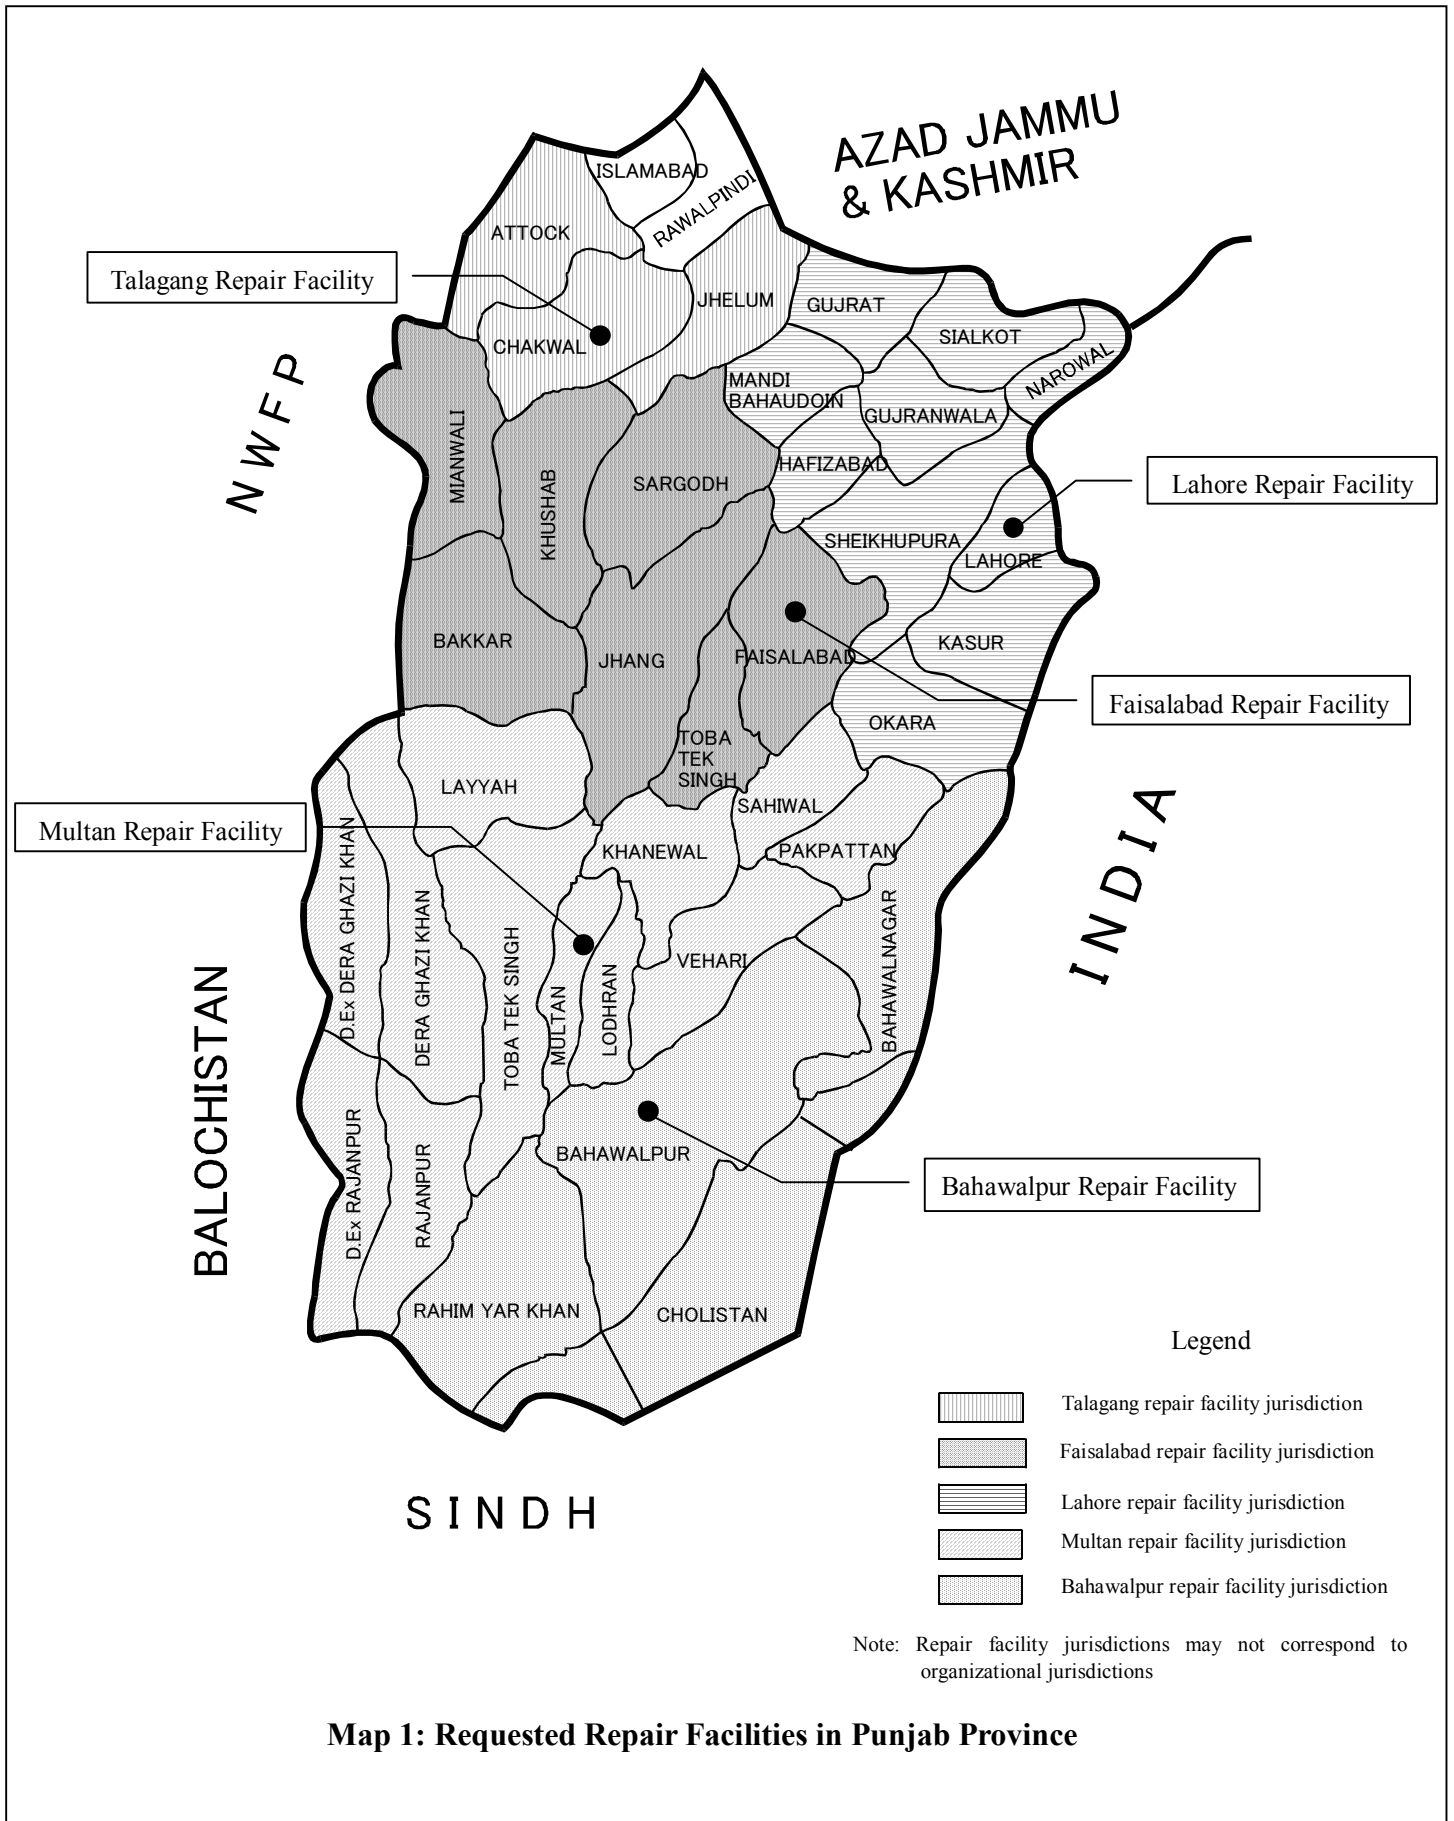 AZAD JAMMU
& KASHMIR
ISLAMABAD
RAWALPINDI
ATTOCK
Talagang Repair Facility
JHELUM
GUJRAT
CHAKWAL
SIALKOT
NAROWAL
NWFP
MANDI
BAHAUDOIN
GUJRANWALA
MIANWALI
HAFIZABAD
KHUSHAB
SARGODH
Lahore Repair Facility
SHEIKHUPURA
LAHORE
BAKKAR
JHANG
FAISALABAD
KASUR
Faisalabad Repair Facility
OKARA
TOBA
TEK
SINGH
LAYYAH
SAHIWAL
Multan Repair Facility
KHANEWAL
PAKPATTAN
INDIA
D.Ex DERA GHAZI KHAN
DERA GHAZI KHAN
TOBA TEK SINGH
MULTAN
LODHRAN
VEHARI
BAHAWALNAGAR
BALOCHISTAN
D.Ex RAJANPUR
RAJANPUR
BAHAWALPUR
Bahawalpur Repair Facility
RAHIM YAR KHAN
CHOLISTAN
SINDH
Legend
Talagang repair facility jurisdiction
Faisalabad repair facility jurisdiction
Lahore repair facility jurisdiction
Multan repair facility jurisdiction
Bahawalpur repair facility jurisdiction
Note: Repair facility jurisdictions may not correspond to
organizational jurisdictions
Map 1: Requested Repair Facilities in Punjab Province